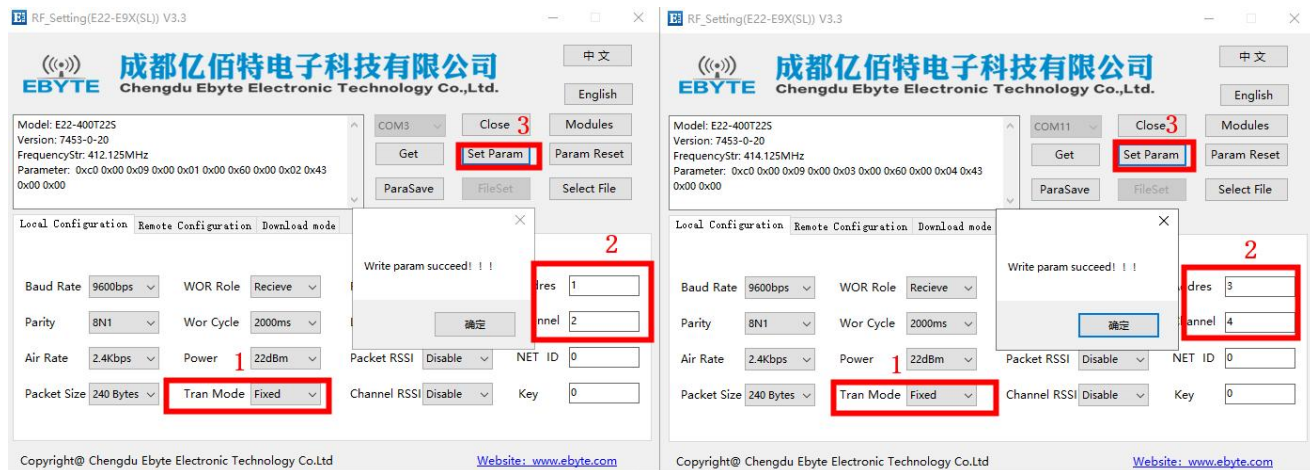 RF_Setting(E22-E9X(SL)) V3.3
((•))
EBYTE
成都亿佰特电子科技有限公司
Chengdu Ebyte Electronic Technology Co.,Ltd.
中文
English
Model: E22-400T22S
Version: 7453-0-20
FrequencyStr: 412.125MHz
Parameter: 0xc0 0x00 0x09 0x00 0x01 0x00 0x60 0x00 0x02 0x43
0x00 0x00
COM3 Close 3 Modules
Get Set Param Param Reset
ParaSave FileSet Select File
Local Configuration Remote Configuration Download mode
Write param succeed! ! !
确定
2
Baud Rate 9600bps WOR Role Recieve dres 1
Parity 8N1 Wor Cycle 2000ms nnel 2
Air Rate 2.4Kbps 1 Power 22dBm Packet RSSI Disable NET ID 0
Packet Size 240 Bytes Tran Mode Fixed Channel RSSI Disable Key 0
Copyright@ Chengdu Ebyte Electronic Technology Co.Ltd Website: www.ebyte.com
RF_Setting(E22-E9X(SL)) V3.3
((•))
EBYTE
成都亿佰特电子科技有限公司
Chengdu Ebyte Electronic Technology Co.,Ltd.
中文
English
Model: E22-400T22S
Version: 7453-0-20
FrequencyStr: 414.125MHz
Parameter: 0xc0 0x00 0x09 0x00 0x03 0x00 0x60 0x00 0x04 0x43
0x00 0x00
COM11 Close 3 Modules
Get Set Param Param Reset
ParaSave FileSet Select File
Local Configuration Remote Configuration Download mode
Write param succeed! ! !
确定
2
Baud Rate 9600bps WOR Role Recieve dres 3
Parity 8N1 Wor Cycle 2000ms annel 4
Air Rate 2.4Kbps 1 Power 22dBm Packet RSSI Disable NET ID 0
Packet Size 240 Bytes Tran Mode Fixed Channel RSSI Disable Key 0
Copyright@ Chengdu Ebyte Electronic Technology Co.Ltd Website: www.ebyte.com